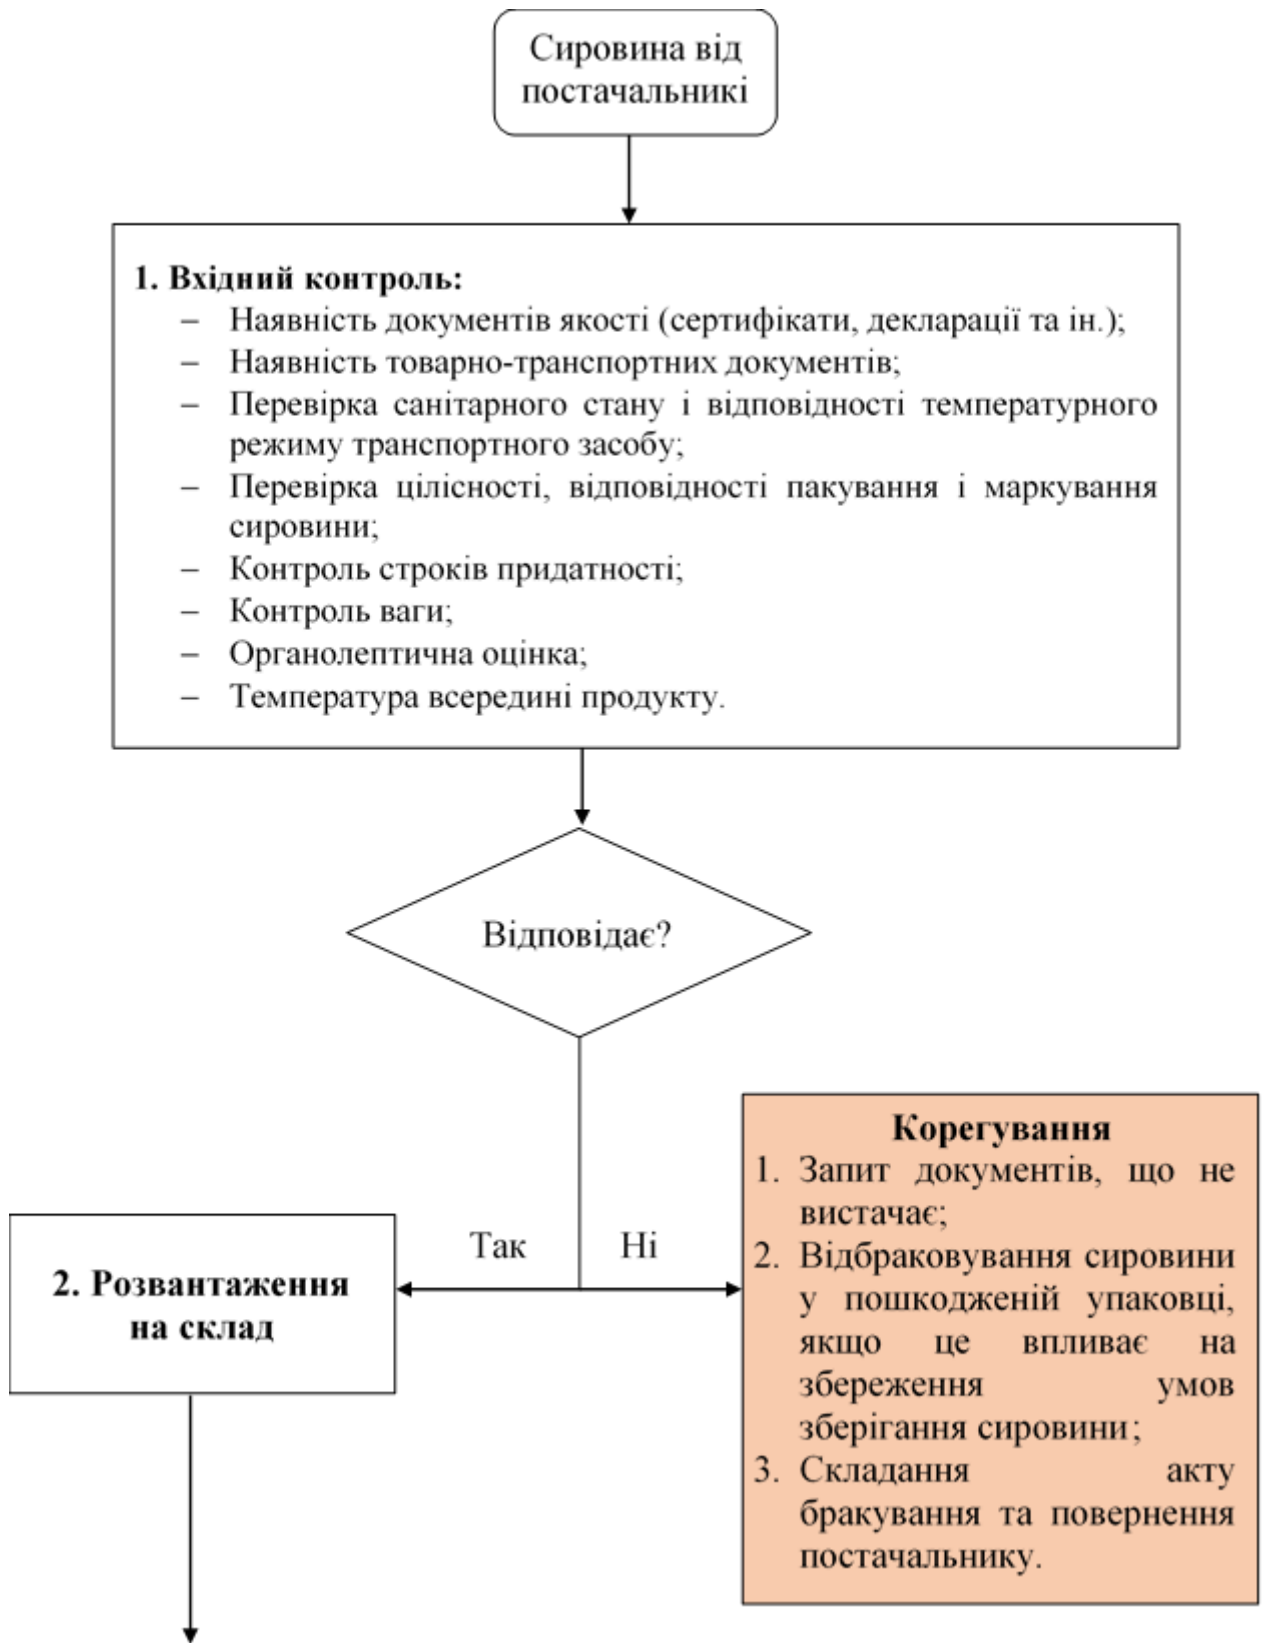 Сировина від
постачальникі
1. Вхідний контроль:
– Наявність документів якості (сертифікати, декларації та ін.);
– Наявність товарно-транспортних документів;
– Перевірка санітарного стану і відповідності температурного
режиму транспортного засобу;
– Перевірка цілісності, відповідності пакування і маркування
сировини;
– Контроль строків придатності;
– Контроль ваги;
– Органолептична оцінка;
– Температура всередині продукту.
Відповідає?
Так
Ні
2. Розвантаження
на склад
Корегування
1. Запит документів, що не
вистачає;
2. Відбраковування сировини
у пошкодженій упаковці,
якщо це впливає на
збереження умов
зберігання сировини;
3. Складання акту
бракування та повернення
постачальнику.